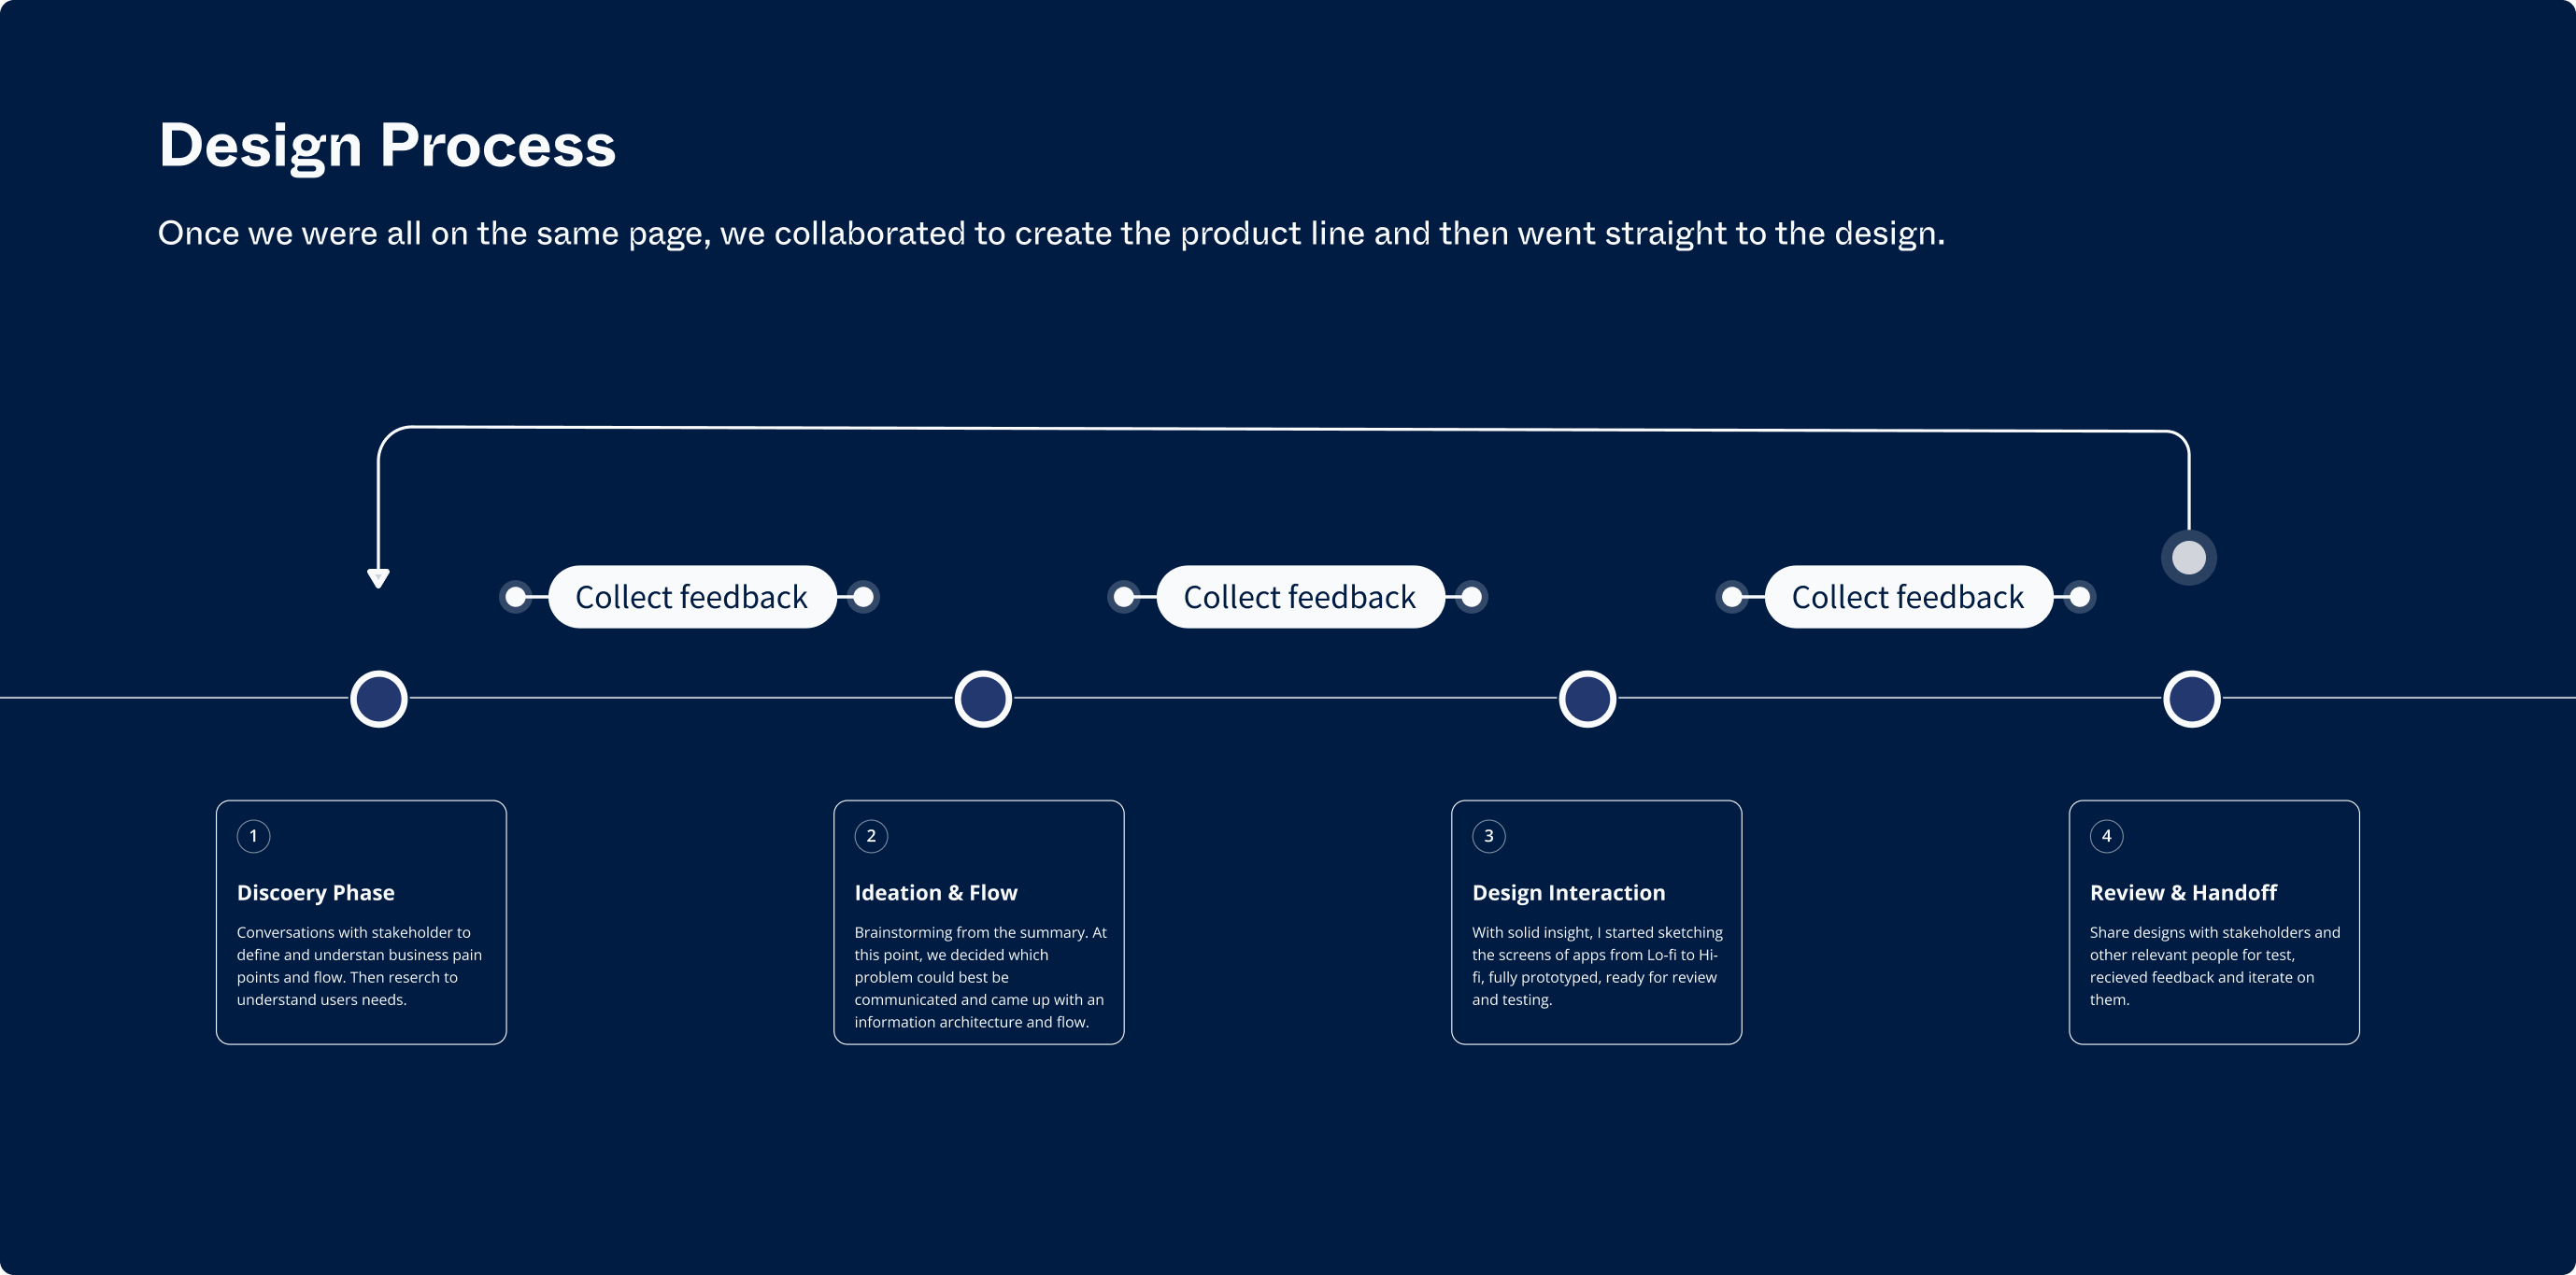 Design Process
Once we were all on the same page, we collaborated to create the product line and then went straight to the design.
Collect feedback
Collect feedback
Collect feedback
1
Discoery Phase
Conversations with stakeholder to
define and understan business pain
points and flow. Then reserch to
understand users needs.
2
Ideation & Flow
Brainstorming from the summary. At
this point, we decided which
problem could best be
communicated and came up with an
information architecture and flow.
3
Design Interaction
With solid insight, I started sketching
the screens of apps from Lo-fi to Hi-
fi, fully prototyped, ready for review
and testing.
4
Review & Handoff
Share designs with stakeholders and
other relevant people for test,
recieved feedback and iterate on
them.